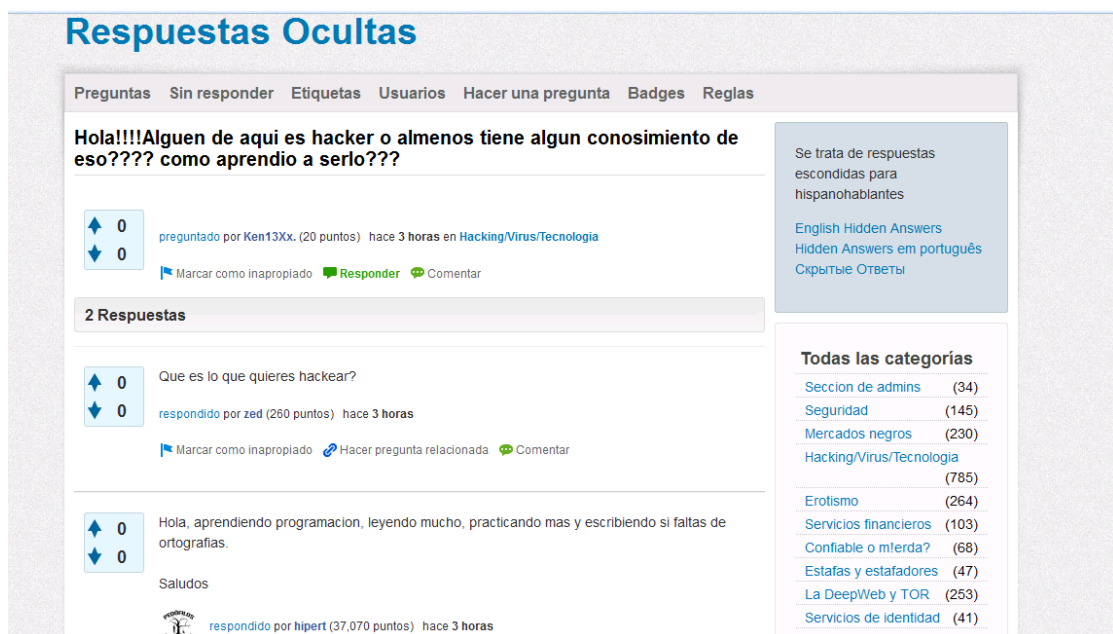 Respuestas Ocultas
Preguntas Sin responder Etiquetas Usuarios Hacer una pregunta Badges Reglas
Hola!!!!Alguen de aqui es hacker o almenos tiene algun conosimiento de
eso???? como aprendio a serlo???
0
0
preguntado por Ken13Xx. (20 puntos) hace 3 horas en Hacking/Virus/Tecnologia
Marcar como inapropiado Responder Comentar
2 Respuestas
0
0
Que es lo que quieres hackear?
respondido por zed (260 puntos) hace 3 horas
Marcar como inapropiado Hacer pregunta relacionada Comentar
0
0
Hola, aprendiendo programacion, leyendo mucho, practicando mas y escribiendo si faltas de
ortografias.
Saludos
PEDÓFILOS
respondido por hipert (37,070 puntos) hace 3 horas
Se trata de respuestas
escondidas para
hispanohablantes
English Hidden Answers
Hidden Answers em português
Скрытые Ответы
Todas las categorías
Seccion de admins (34)
Seguridad (145)
Mercados negros (230)
Hacking/Virus/Tecnologia
(785)
Erotismo (264)
Servicios financieros (103)
Confiable o m!erda? (68)
Estafas y estafadores (47)
La DeepWeb y TOR (253)
Servicios de identidad (41)